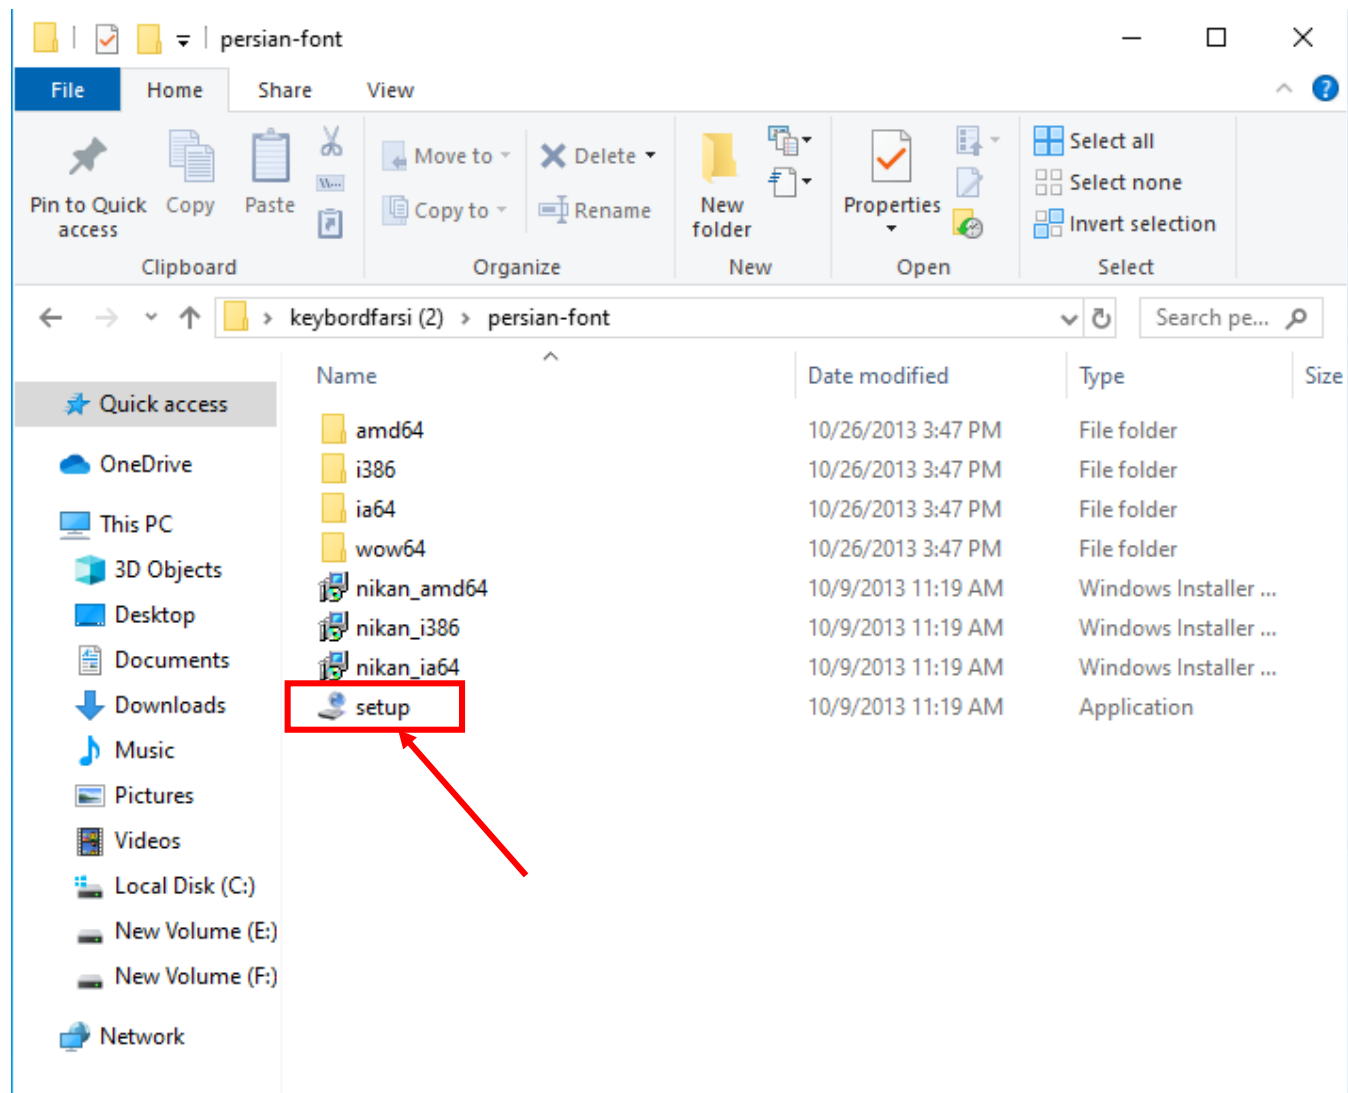 persian-font
File Home Share View
Pin to Quick access
Copy
Paste
Move to
Copy to
Delete
Rename
New folder
Properties
Select all
Select none
Invert selection
Clipboard Organize New Open Select
keybordfarsi (2) > persian-font
Search pe...
Name Date modified Type Size
Quick access
OneDrive
This PC
3D Objects
Desktop
Documents
Downloads
Music
Pictures
Videos
Local Disk (C:)
New Volume (E:)
New Volume (F:)
Network
amd64 10/26/2013 3:47 PM File folder
i386 10/26/2013 3:47 PM File folder
ia64 10/26/2013 3:47 PM File folder
wow64 10/26/2013 3:47 PM File folder
nikan_amd64 10/9/2013 11:19 AM Windows Installer ...
nikan_i386 10/9/2013 11:19 AM Windows Installer ...
nikan_ia64 10/9/2013 11:19 AM Windows Installer ...
setup 10/9/2013 11:19 AM Application